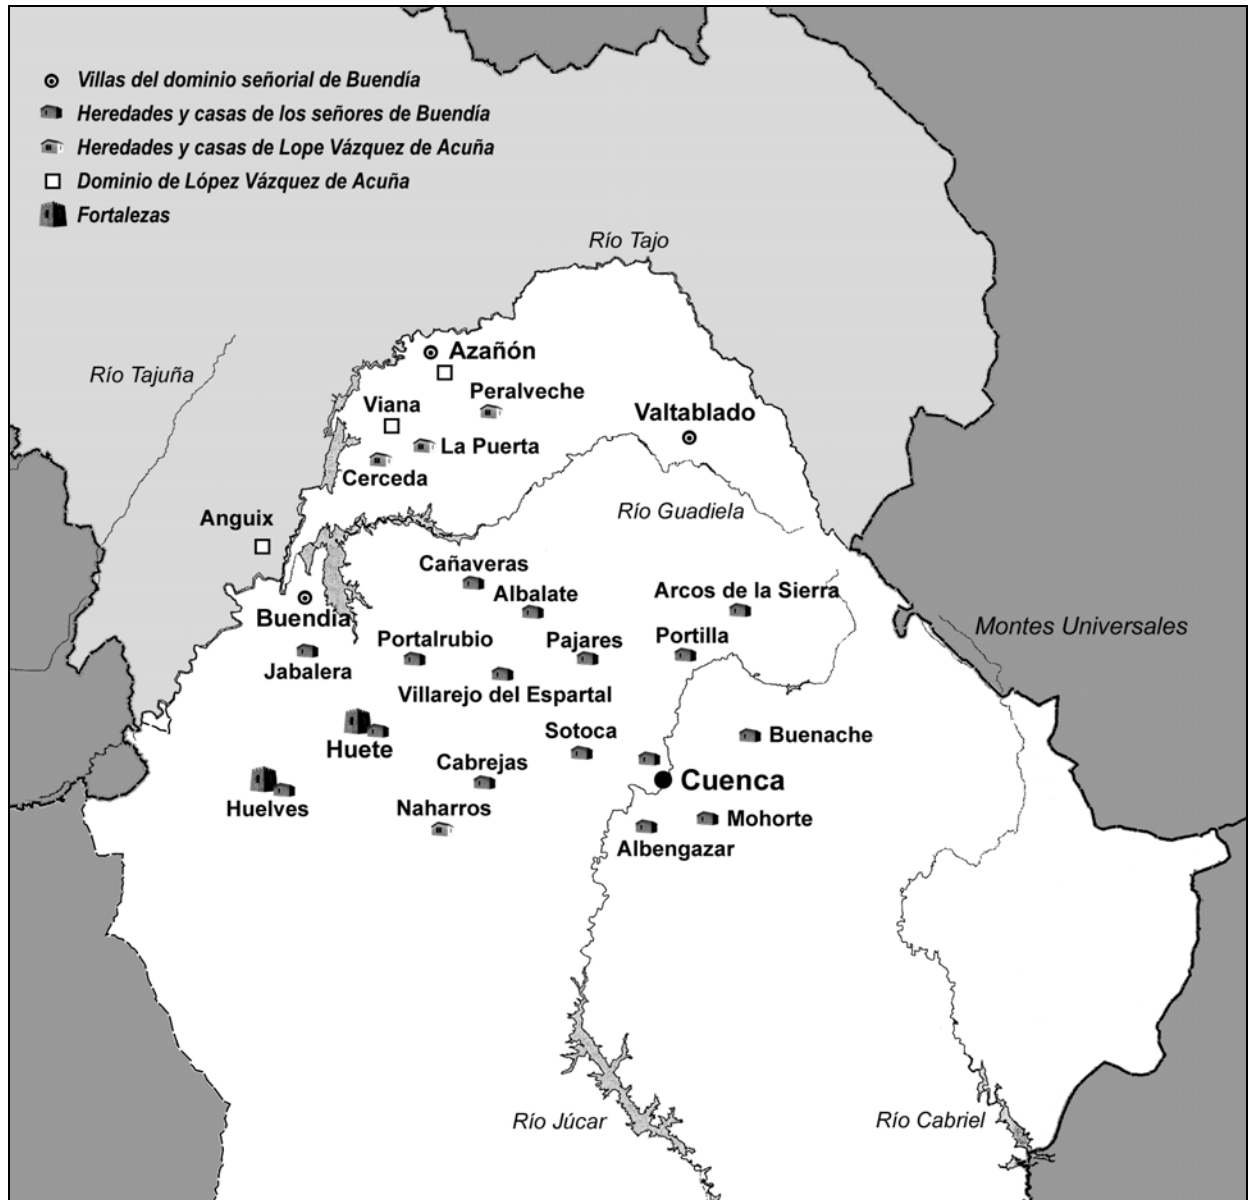 Villas del dominio señorial de Buendía
Heredades y casas de los señores de Buendía
Heredades y casas de Lope Vázquez de Acuña
Dominio de López Vázquez de Acuña
Fortalezas
Río Tajo
Río Tajuña
Azañón
Peralveche
Viana
Valtablado
La Puerta
Cerceda
Río Guadiela
Anguix
Cañaveras
Albalate
Arcos de la Sierra
Buendía
Montes Universales
Portalrubio
Pajares
Portilla
Jabalera
Villarejo del Espartal
Sotoca
Buenache
Huete
Cabrejas
Cuenca
Huelves
Naharros
Mohorte
Albengazar
Río Júcar
Río Cabriel